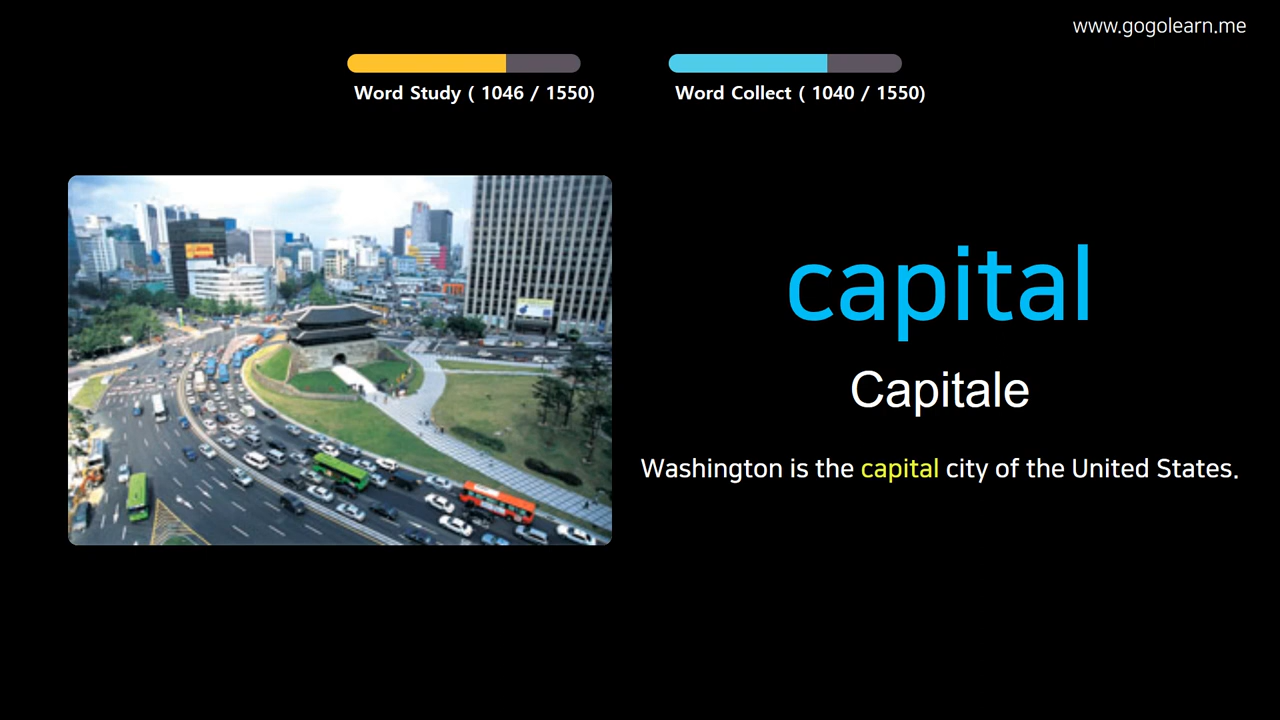 www.gogolearn.me
Word Study ( 1046 / 1550)
Word Collect ( 1040 / 1550)
capital
Capitale
Washington is the capital city of the United States.